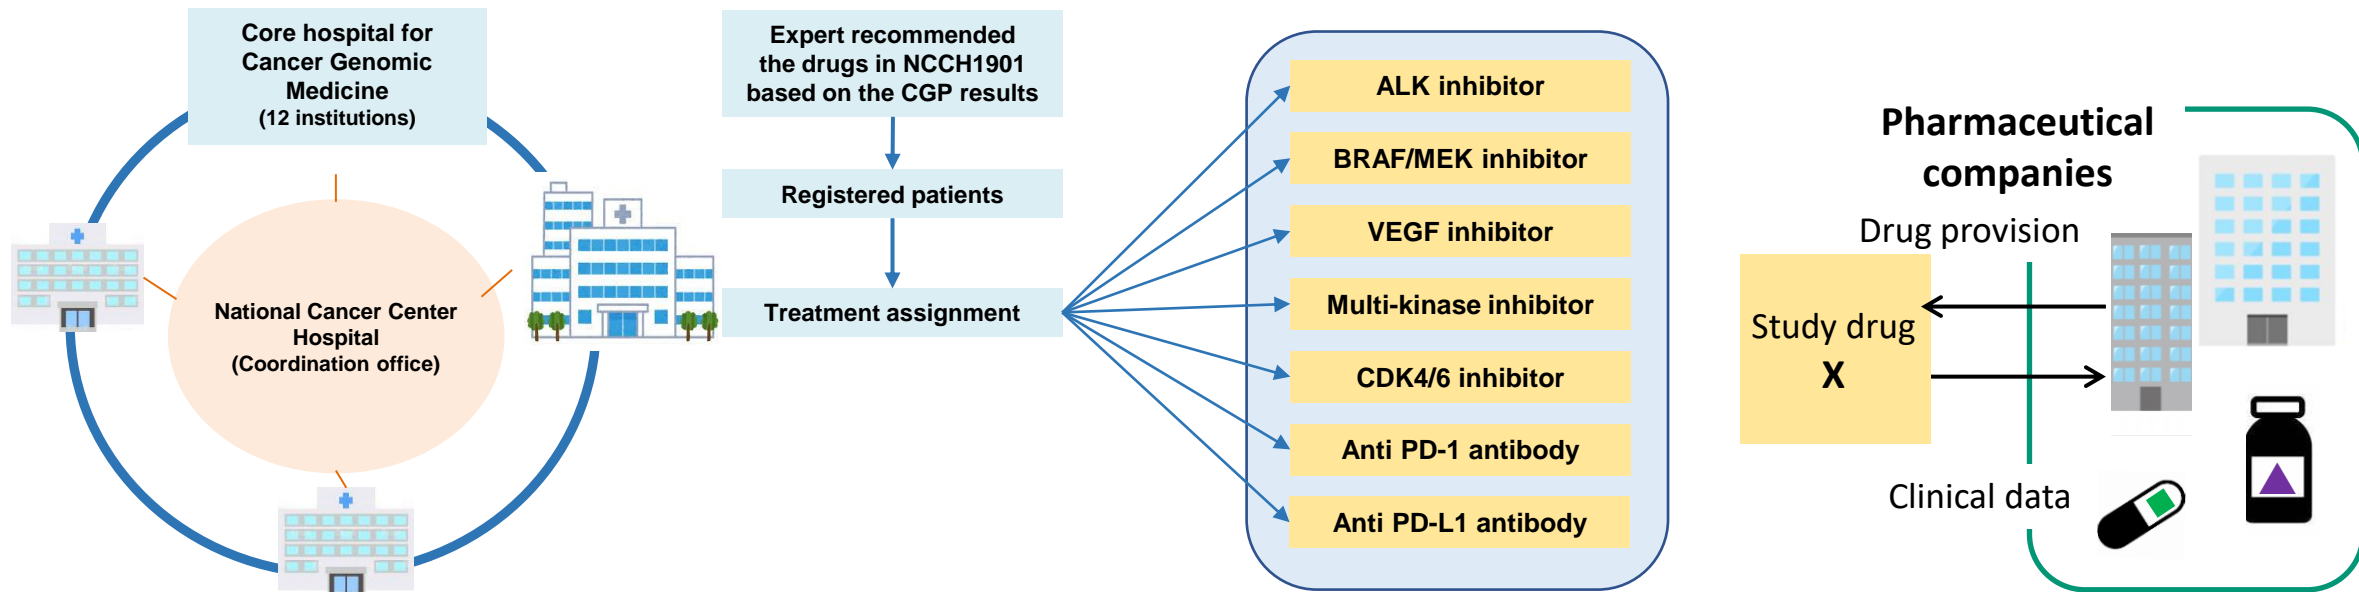 Core hospital for
Cancer Genomic
Medicine
(12 institutions)
National Cancer Center
Hospital
(Coordination office)
Expert recommended
the drugs in NCCH1901
based on the CGP results
Registered patients
Treatment assignment
ALK inhibitor
BRAF/MEK inhibitor
VEGF inhibitor
Multi-kinase inhibitor
CDK4/6 inhibitor
Anti PD-1 antibody
Anti PD-L1 antibody
Pharmaceutical
companies
Drug provision
Study drug
X
Clinical data